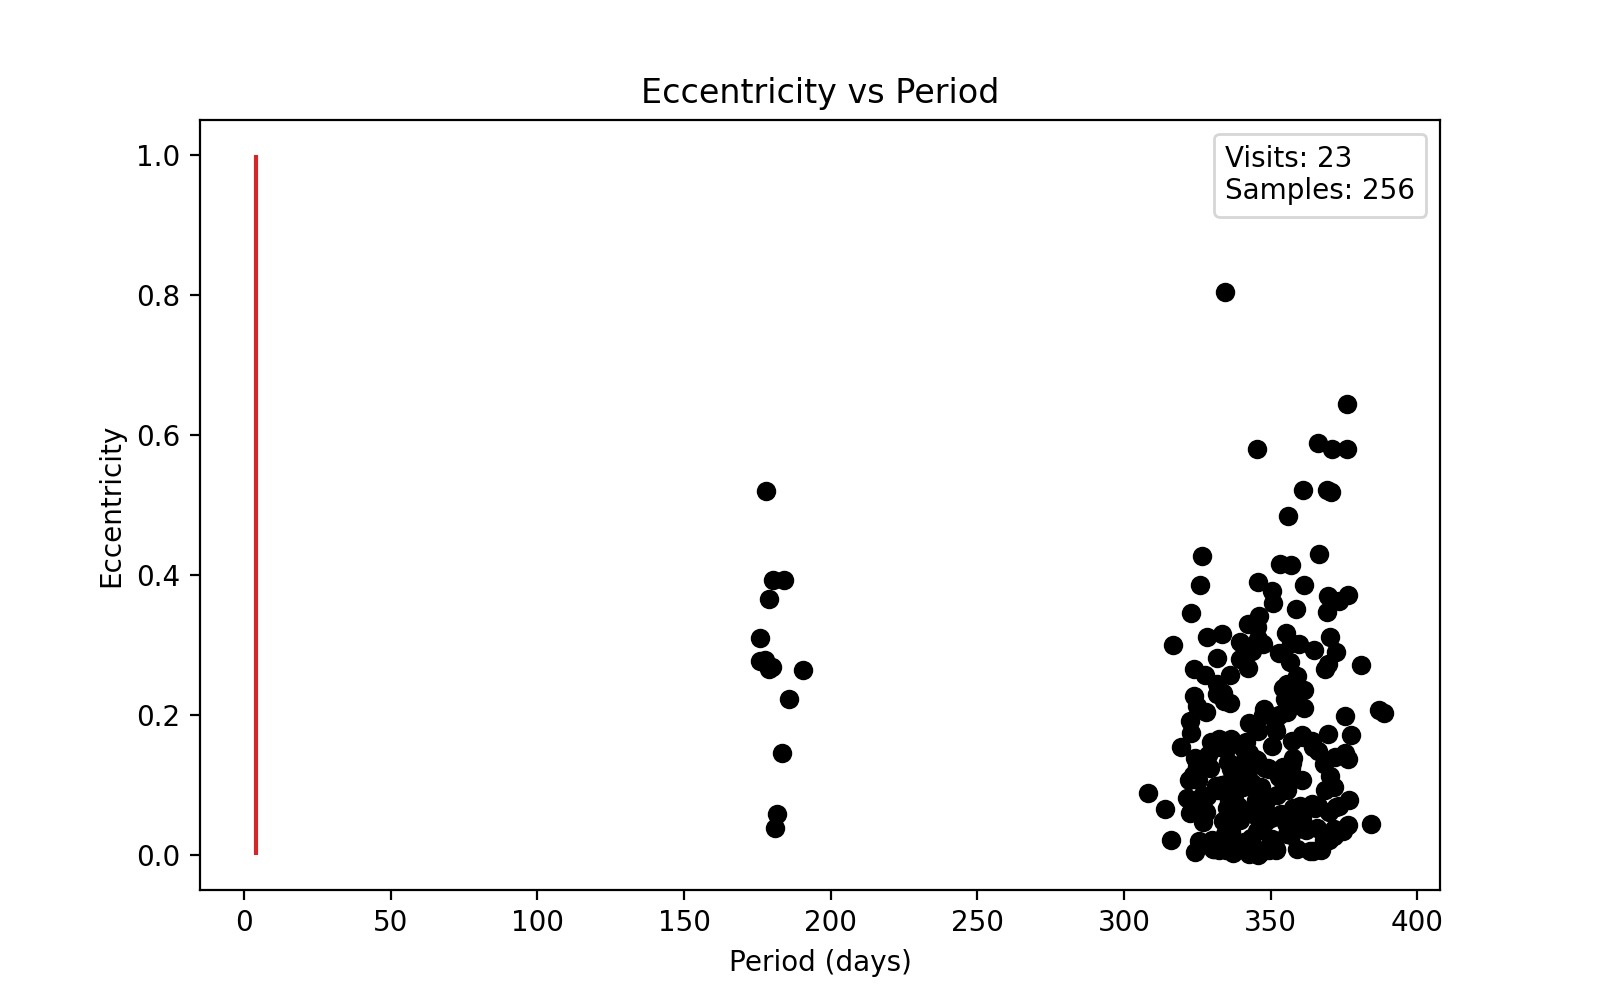 Eccentricity vs Period
Visits: 23
Samples: 256
1.0
0.8
0.6
0.4
0.2
0.0
Eccentricity
0 50 100 150 200 250 300 350 400
Period (days)